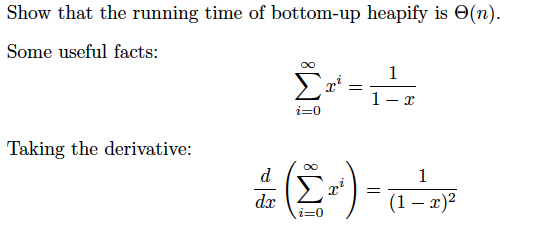 Show that the running time of bottom-up heapify is Θ(n).
Some useful facts:
$$\sum_{i=0}^{\infty} x^i = \frac{1}{1-x}$$
Taking the derivative:
$$\frac{d}{dx}\left(\sum_{i=0}^{\infty} x^i\right) = \frac{1}{(1-x)^2}$$